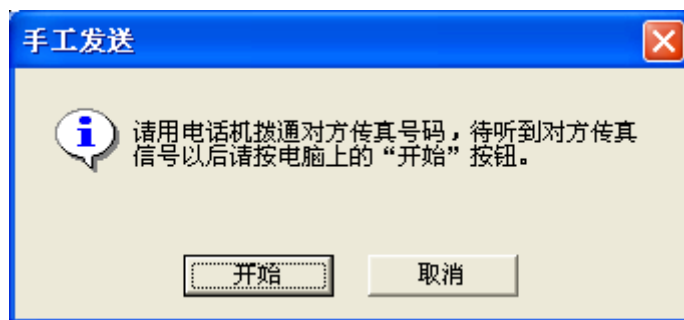 手工发送
请用电话机拨通对方传真号码，待听到对方传真
信号以后请按电脑上的“开始”按钮。
开始
取消